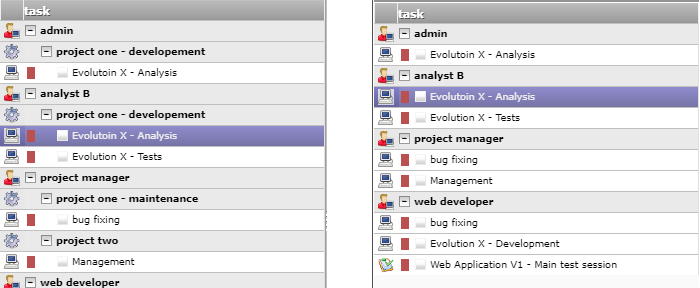 task
admin
project one - developement
Evolutoin X - Analysis
analyst B
project one - developement
Evolutoin X - Analysis
Evolution X - Tests
project manager
project one - maintenance
bug fixing
project two
Management
web developer
task
admin
Evolutoin X - Analysis
analyst B
Evolutoin X - Analysis
Evolution X - Tests
project manager
bug fixing
Management
web developer
bug fixing
Evolution X - Development
Web Application V1 - Main test session